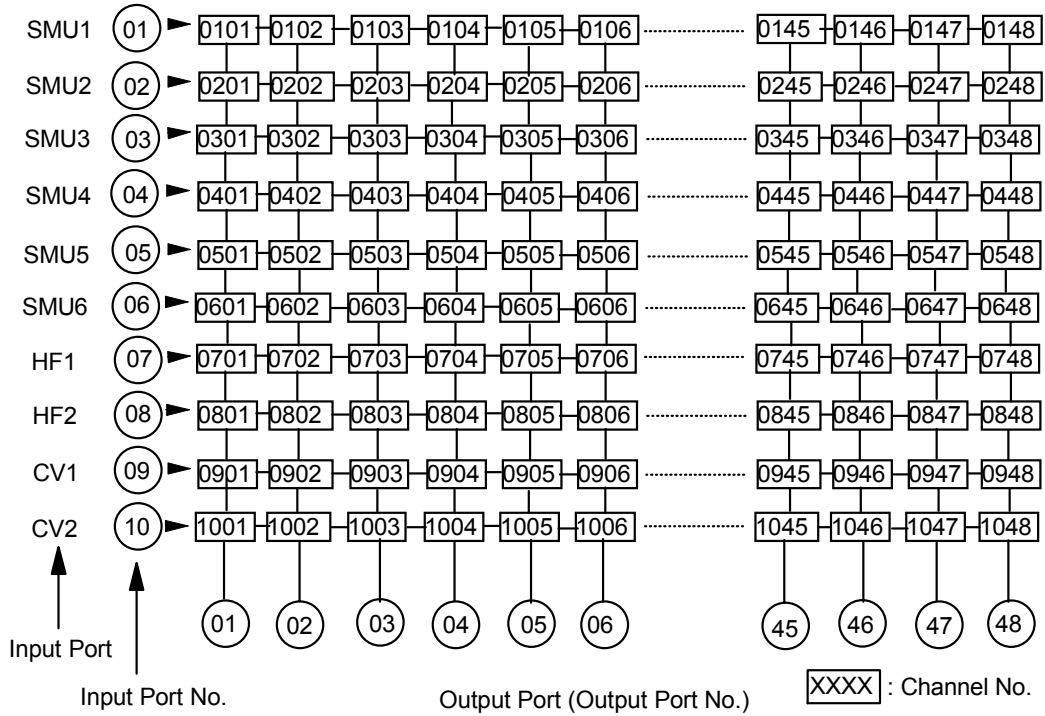 SMU1 01 0101 0102 0103 0104 0105 0106 0145 0146 0147 0148
SMU2 02 0201 0202 0203 0204 0205 0206 0245 0246 0247 0248
SMU3 03 0301 0302 0303 0304 0305 0306 0345 0346 0347 0348
SMU4 04 0401 0402 0403 0404 0405 0406 0445 0446 0447 0448
SMU5 05 0501 0502 0503 0504 0505 0506 0545 0546 0547 0548
SMU6 06 0601 0602 0603 0604 0605 0606 0645 0646 0647 0648
HF1 07 0701 0702 0703 0704 0705 0706 0745 0746 0747 0748
HF2 08 0801 0802 0803 0804 0805 0806 0845 0846 0847 0848
CV1 09 0901 0902 0903 0904 0905 0906 0945 0946 0947 0948
CV2 10 1001 1002 1003 1004 1005 1006 1045 1046 1047 1048
01 02 03 04 05 06 45 46 47 48
Input Port
Input Port No.
Output Port (Output Port No.)
XXXX : Channel No.